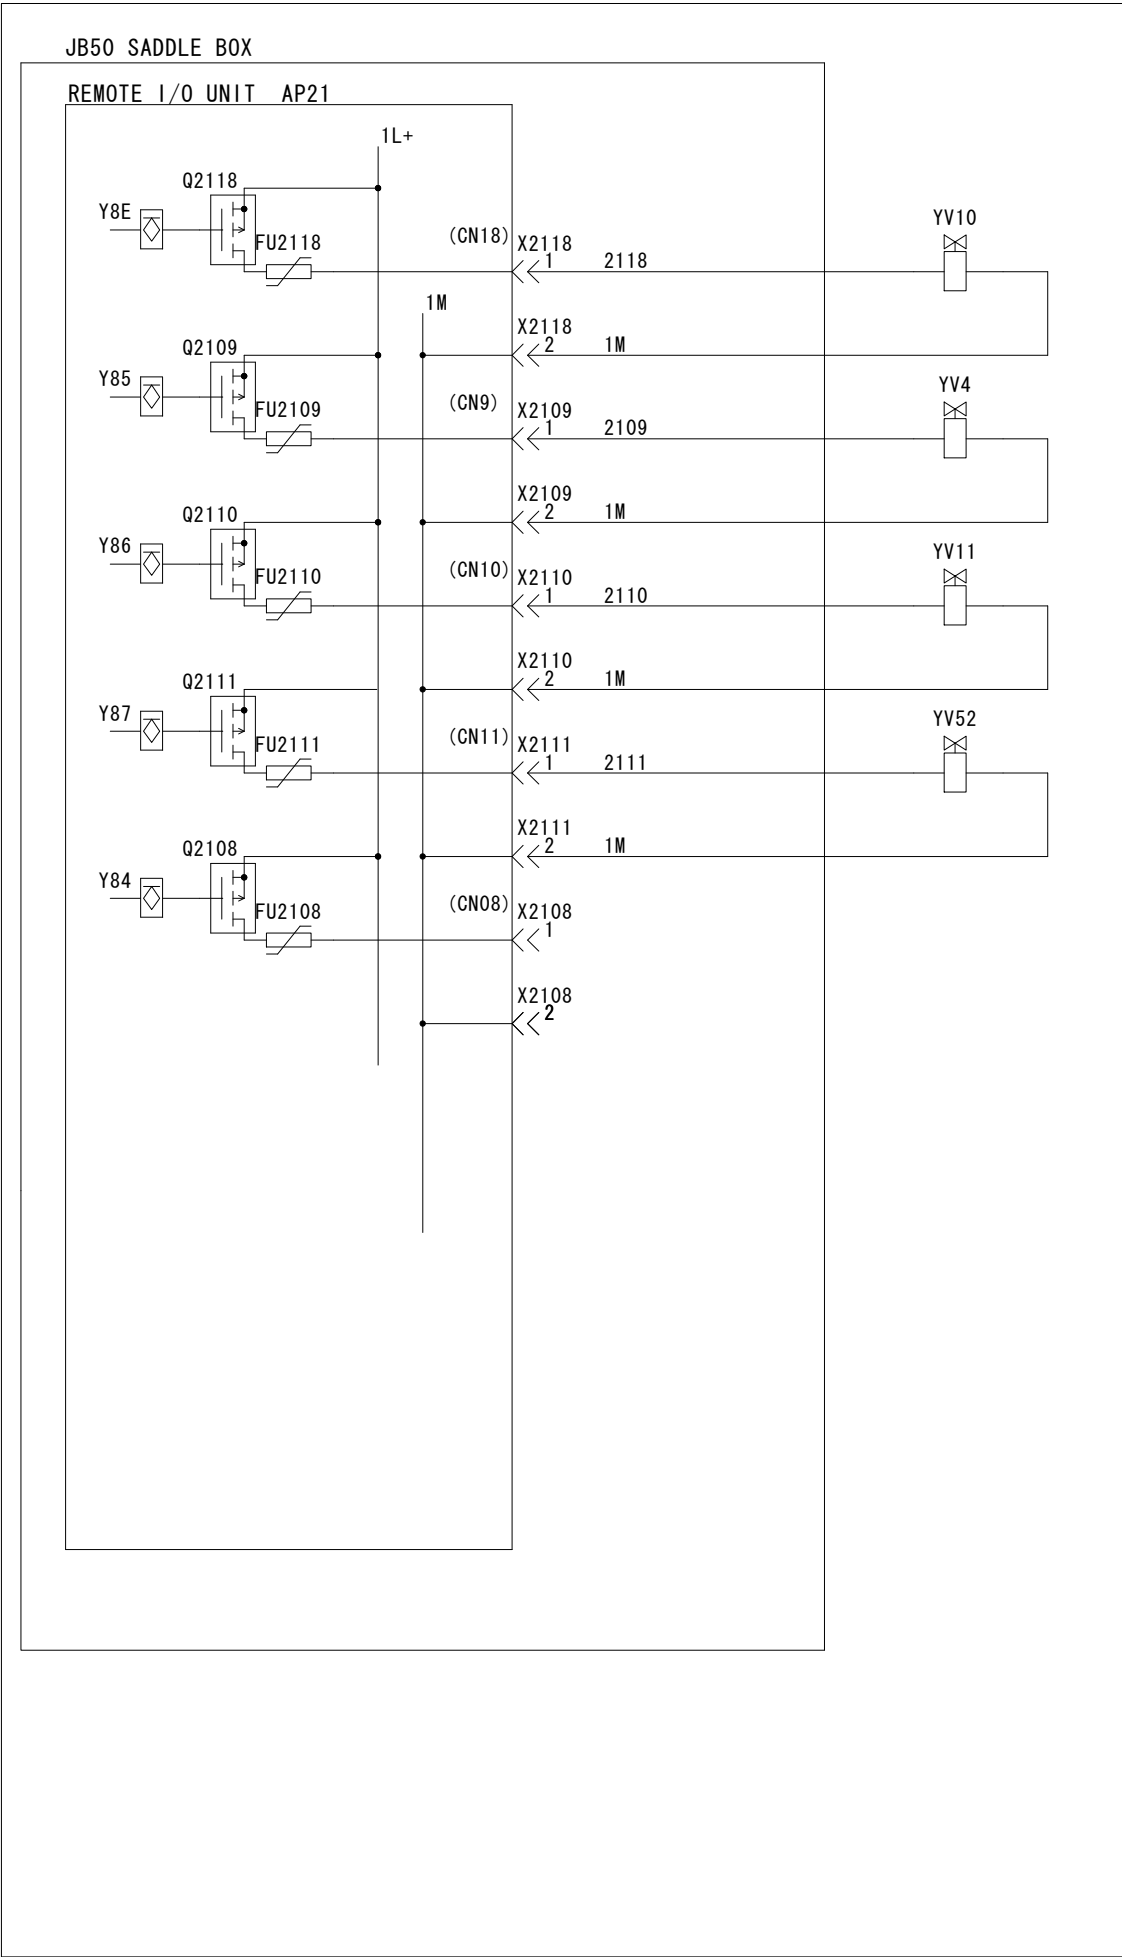 JB50 SADDLE BOX
REMOTE I/O UNIT AP21
1L+
Q2118
Y8E
FU2118
(CN18)
X2118
1
2118
YV10
1M
X2118
2
1M
Q2109
Y85
FU2109
(CN9)
X2109
1
2109
YV4
X2109
2
1M
Q2110
Y86
FU2110
(CN10)
X2110
1
2110
YV11
X2110
2
1M
Q2111
Y87
FU2111
(CN11)
X2111
1
2111
YV52
X2111
2
1M
Q2108
Y84
FU2108
(CN08)
X2108
1
X2108
2